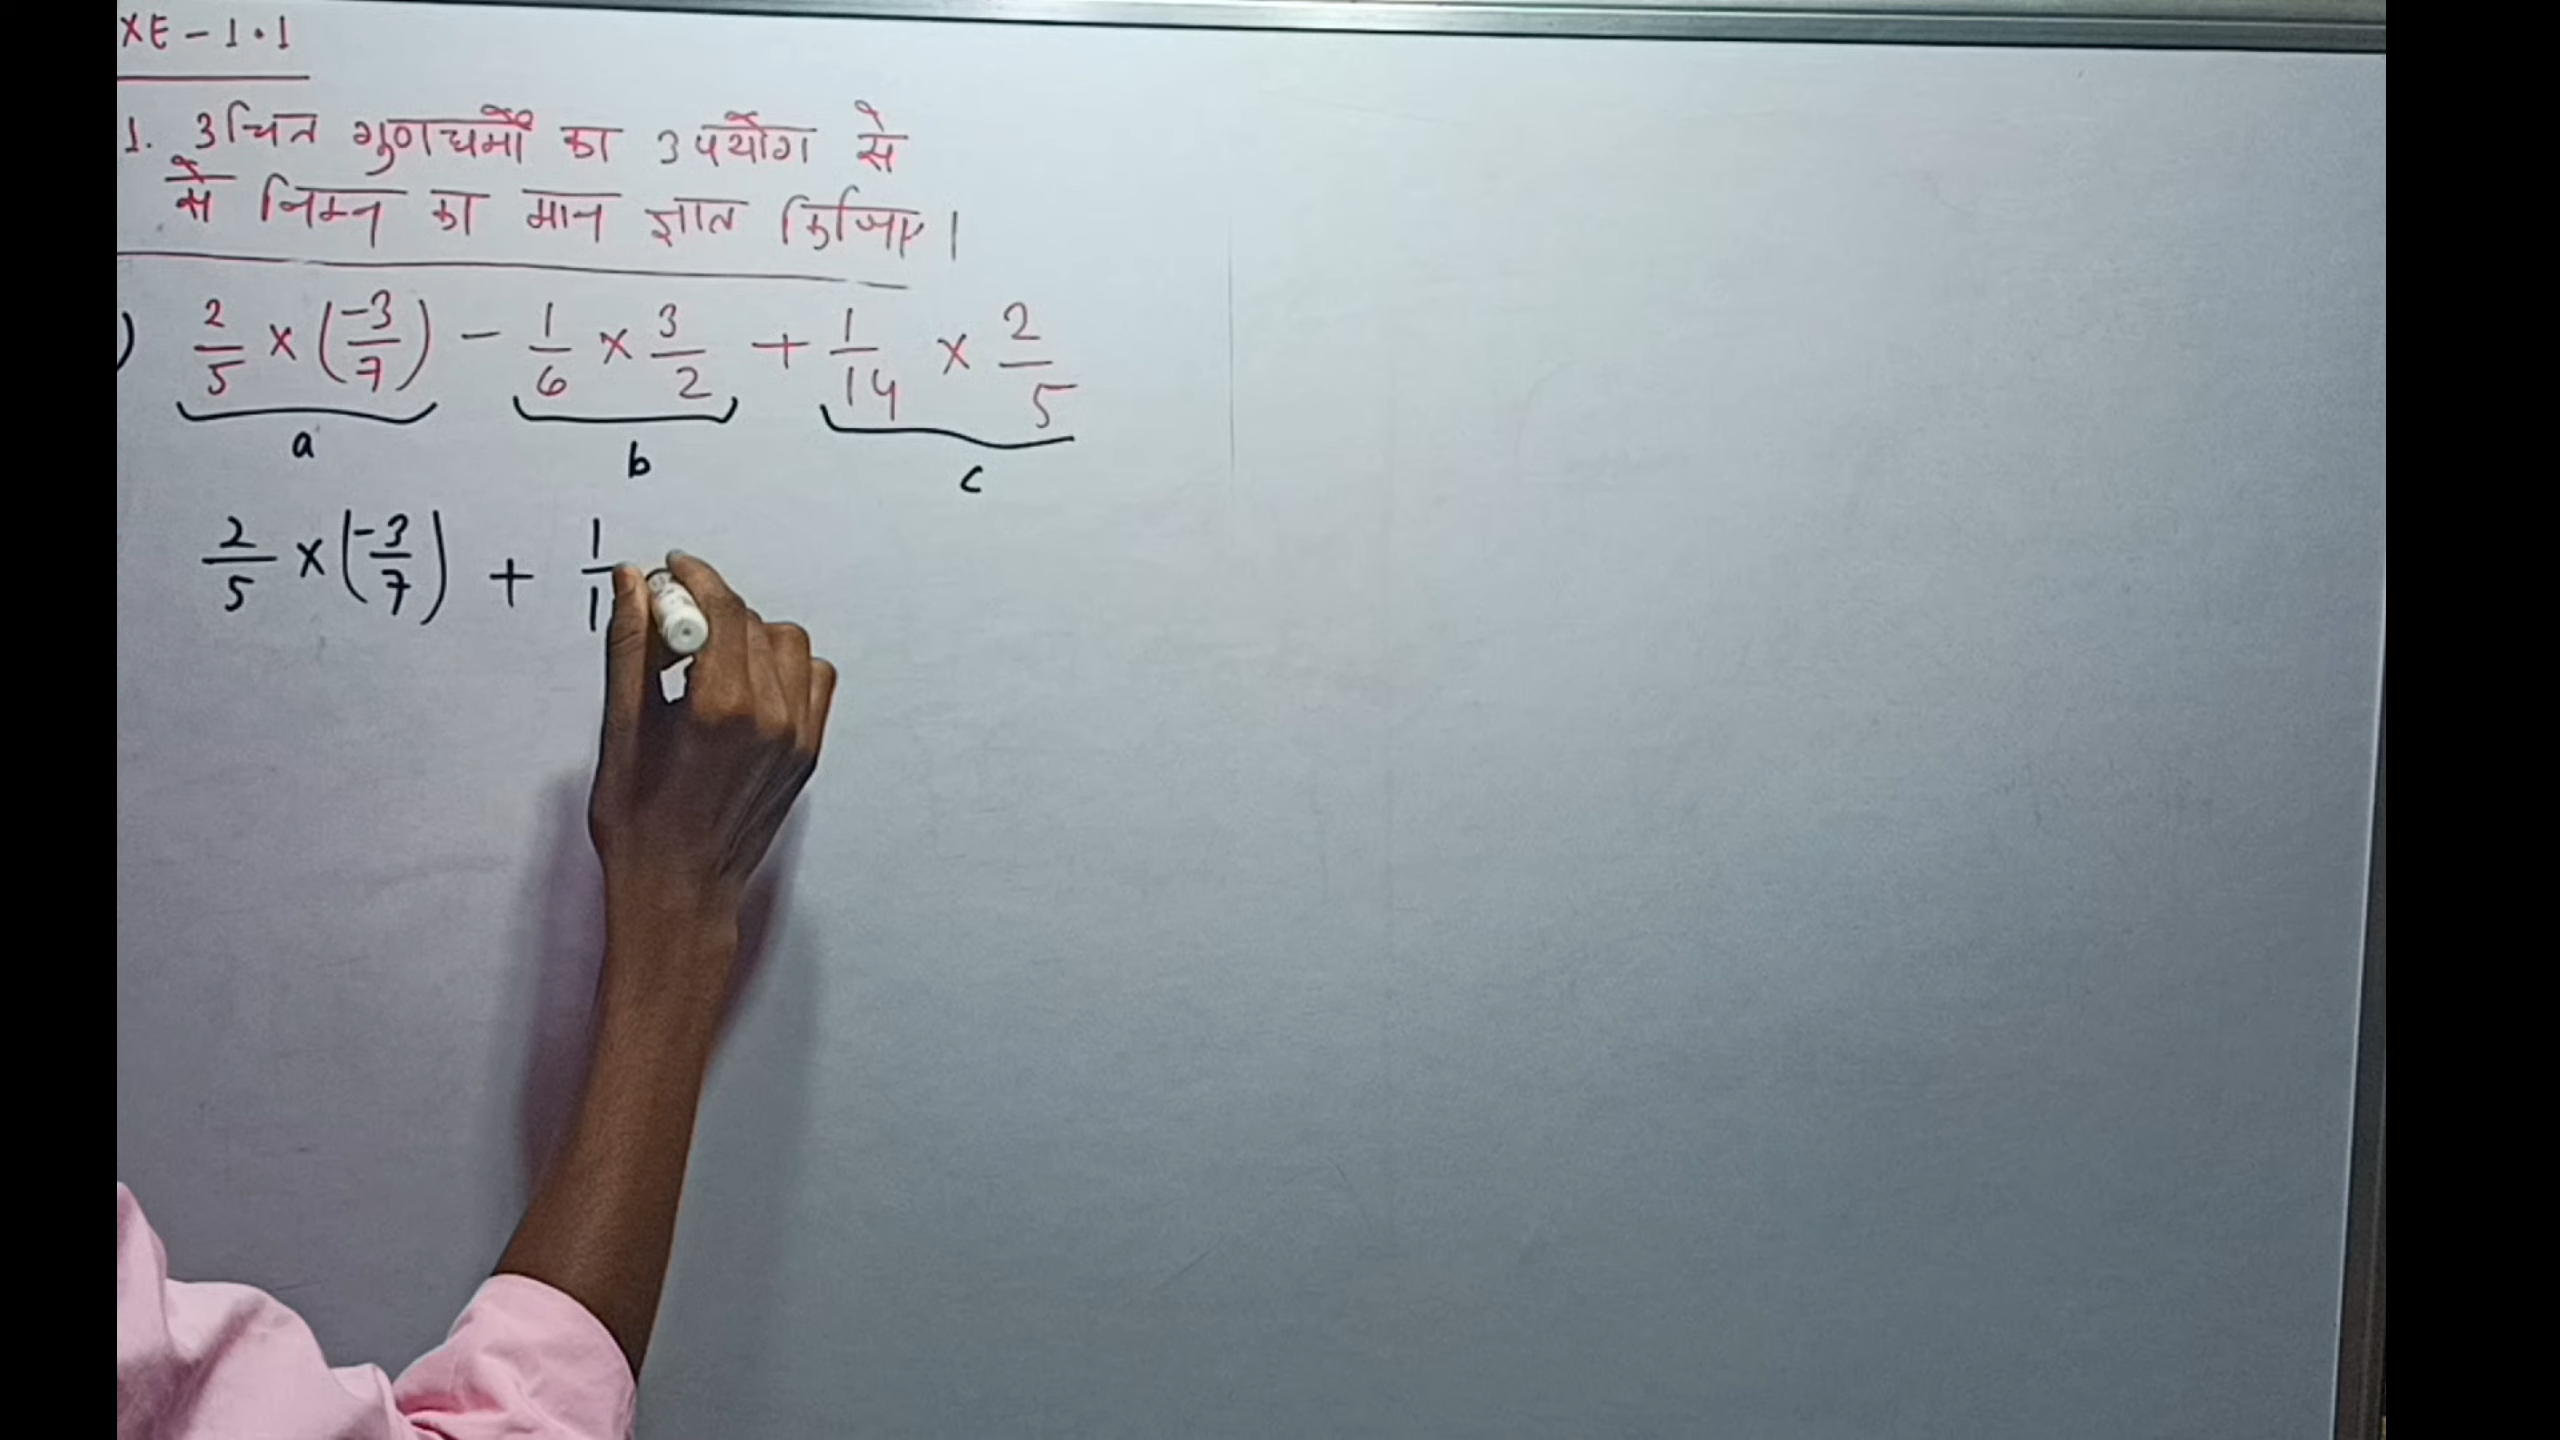 XE - 1.1
1. उचित गुणधर्मों का उपयोग से
से निम्न का मान ज्ञात किजिए।
) 2/5 × (-3/7) - 1/6 × 3/2 + 1/14 × 2/5
a b c
2/5 × (-3/7) + 1/1